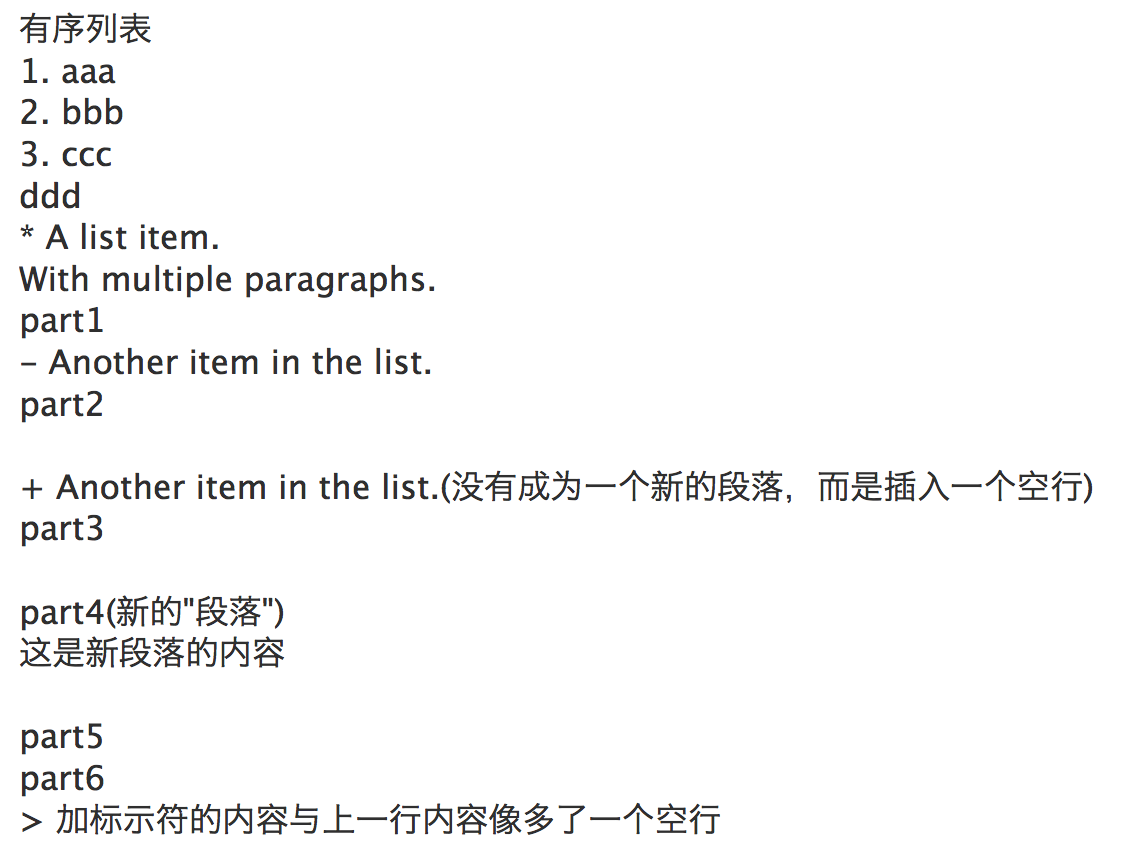 有序列表
1. aaa
2. bbb
3. ccc
ddd
* A list item.
With multiple paragraphs.
part1
- Another item in the list.
part2
+ Another item in the list.(没有成为一个新的段落，而是插入一个空行)
part3
part4(新的"段落")
这是新段落的内容
part5
part6
> 加标示符的内容与上一行内容像多了一个空行